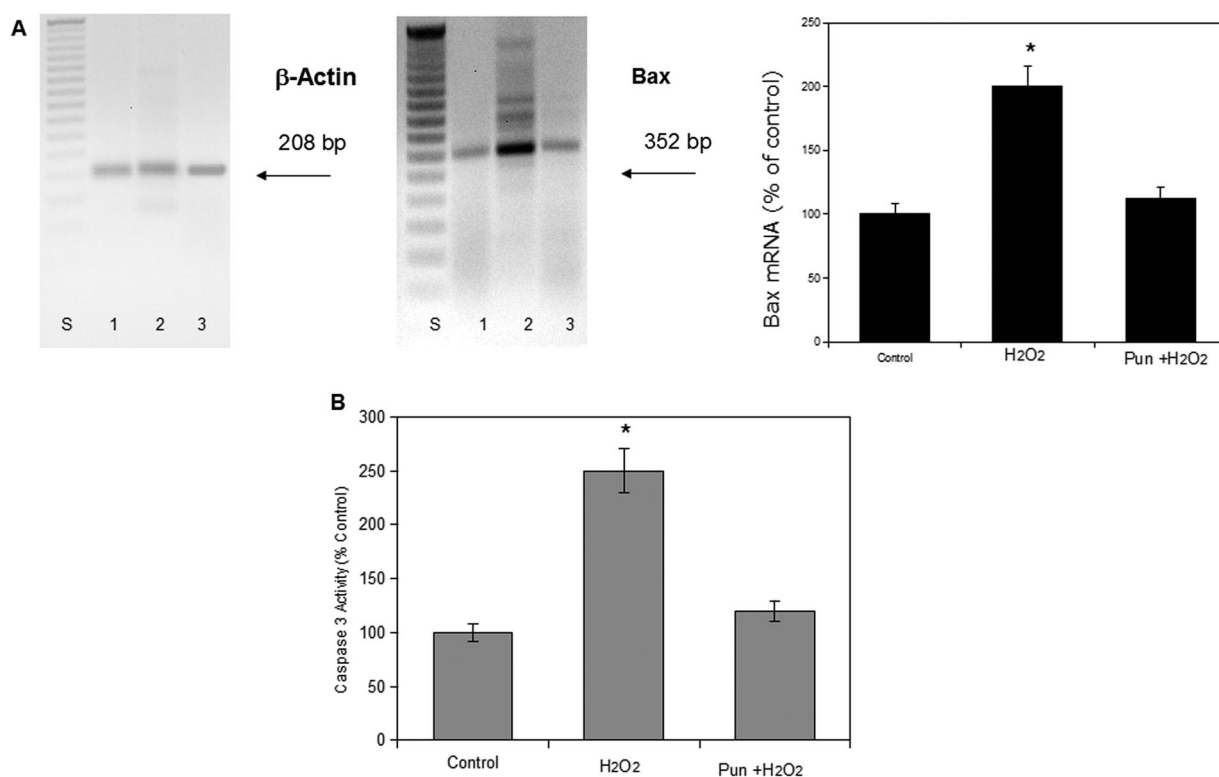 A
β-Actin
208 bp
S 1 2 3
Bax
352 bp
S 1 2 3
Bax mRNA (% of control)
250
200
150
100
50
0
*
Control H2O2 Pun +H2O2
B
Caspase 3 Activity (% Control)
300
250
200
150
100
50
0
*
Control H2O2 Pun +H2O2